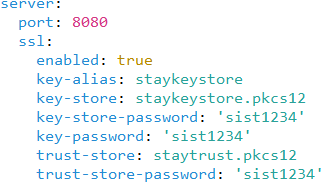 server:
  port: 8080
  ssl:
    enabled: true
    key-alias: staykeystore
    key-store: staykeystore.pkcs12
    key-store-password: 'sist1234'
    key-password: 'sist1234'
    trust-store: staytrust.pkcs12
    trust-store-password: 'sist1234'